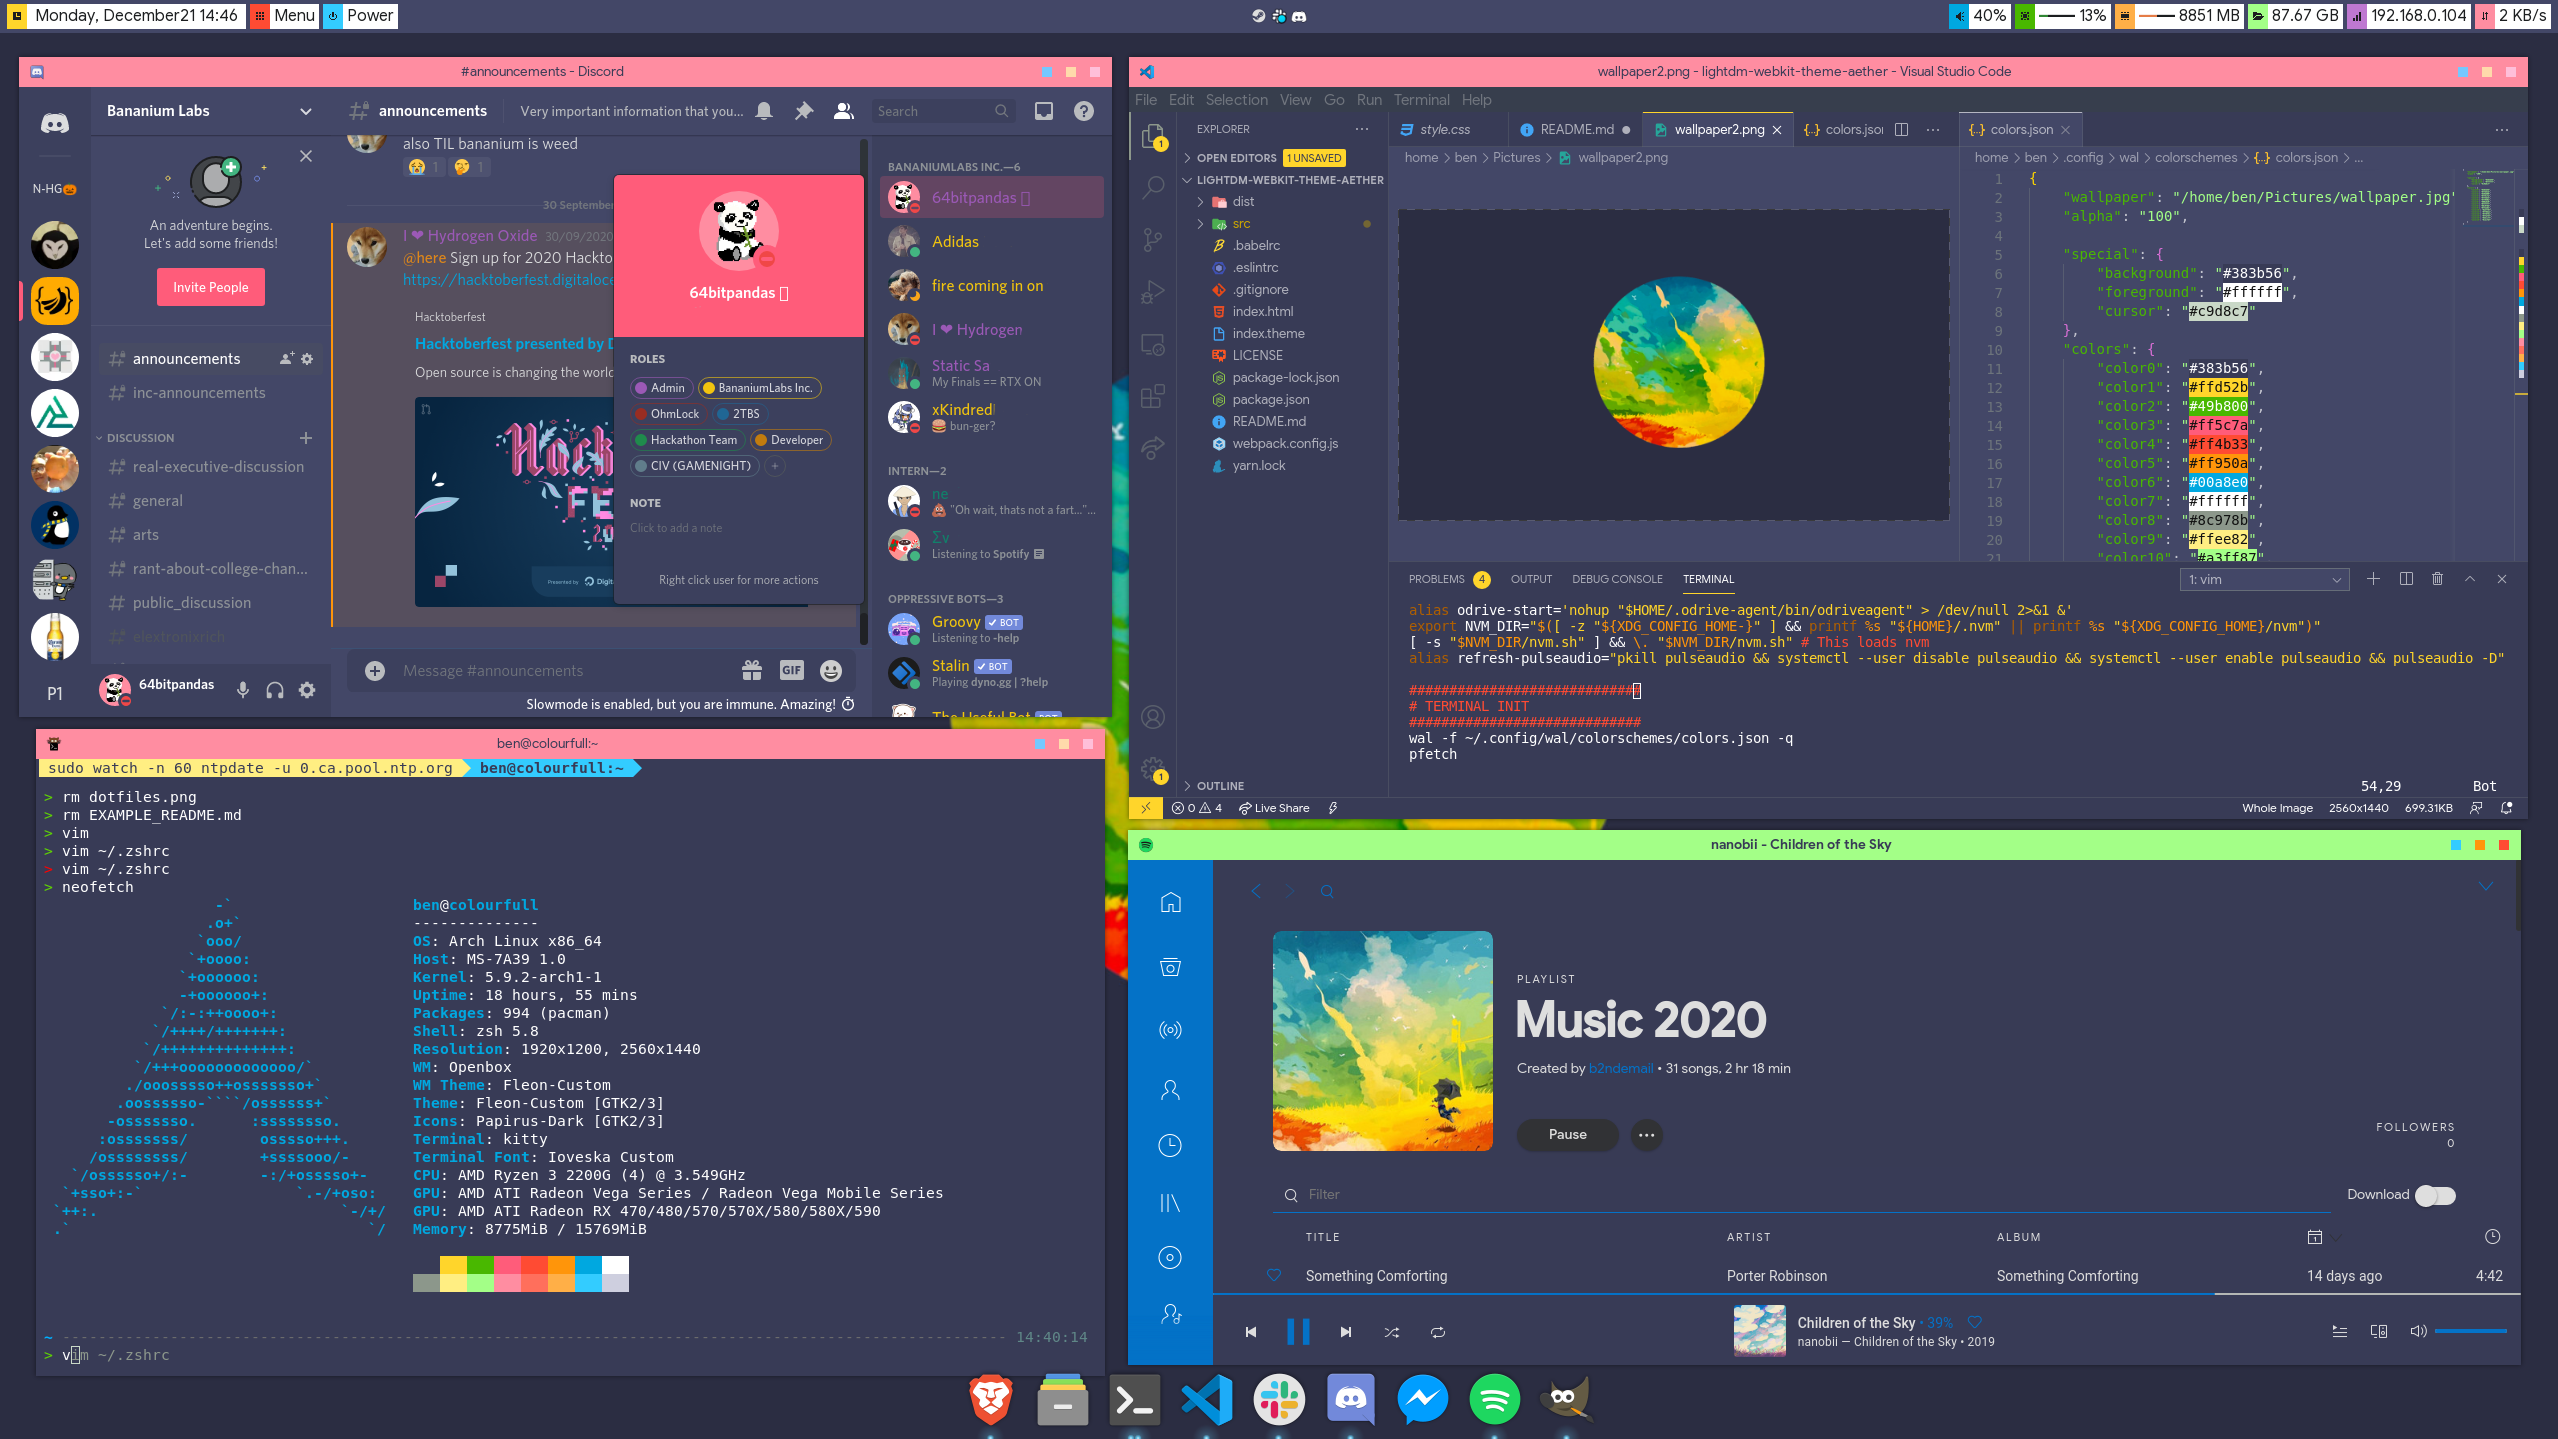 Monday, December21 14:46
Menu
Power
40%
13%
8851 MB
87.67 GB
192.168.0.104
2 KB/s
#announcements - Discord
Bananium Labs
announcements
Very important information that you...
Search
N-HG
P1
An adventure begins.
Let's add some friends!
Invite People
announcements
inc-announcements
DISCUSSION
real-executive-discussion
general
arts
rant-about-college-chan...
public_discussion
elextronixrich
64bitpandas
also TIL bananium is weed
1
1
30 September
I ❤ Hydrogen Oxide 30/09/2020
@here Sign up for 2020 Hackto
https://hacktoberfest.digitaloce
Hacktoberfest
Hacktoberfest presented by D
Open source is changing the world
Presented by
Message #announcements
GIF
Slowmode is enabled, but you are immune. Amazing!
64bitpandas
ROLES
Admin
BananiumLabs Inc.
OhmLock
2TBS
Hackathon Team
Developer
CIV (GAMENIGHT)
+
NOTE
Click to add a note
Right click user for more actions
BANANIUMLABS INC.—6
64bitpandas
Adidas
fire coming in on
I ❤ Hydrogen
Static Sa
My Finals == RTX ON
xKindred
🍔 bun-ger?
INTERN—2
ne
💩 "Oh wait, thats not a fart..."...
Σv
Listening to Spotify
OPPRESSIVE BOTS—3
Groovy ✓ BOT
Listening to -help
Stalin ✓ BOT
Playing dyno.gg | ?help
The Useful Bot BOT
wallpaper2.png - lightdm-webkit-theme-aether - Visual Studio Code
File Edit Selection View Go Run Terminal Help
EXPLORER
OPEN EDITORS 1 UNSAVED
LIGHTDM-WEBKIT-THEME-AETHER
dist
src
.babelrc
.eslintrc
.gitignore
index.html
index.theme
LICENSE
package-lock.json
package.json
README.md
webpack.config.js
yarn.lock
OUTLINE
1
1
style.css
README.md
wallpaper2.png
colors.json
colors.json
home > ben > Pictures > wallpaper2.png
home > ben > .config > wal > colorschemes > {..} colors.json > ...
1 {
2 "wallpaper": "/home/ben/Pictures/wallpaper.jpg"
3 "alpha": "100",
4
5 "special": {
6 "background": "#383b56",
7 "foreground": "#ffffff",
8 "cursor": "#c9d8c7"
9 },
10 "colors": {
11 "color0": "#383b56",
12 "color1": "#ffd52b",
13 "color2": "#49b800",
14 "color3": "#ff5c7a",
15 "color4": "#ff4b33",
16 "color5": "#ff950a",
17 "color6": "#00a8e0",
18 "color7": "#ffffff",
19 "color8": "#8c978b",
20 "color9": "#ffee82",
21 "color10": "#a3ff87"
PROBLEMS 4 OUTPUT DEBUG CONSOLE TERMINAL
1: vim
alias odrive-start='nohup "$HOME/.odrive-agent/bin/odriveagent" > /dev/null 2>&1 &'
export NVM_DIR="$([ -z "${XDG_CONFIG_HOME-}" ] && printf %s "${HOME}/.nvm" || printf %s "${XDG_CONFIG_HOME}/nvm")"
[ -s "$NVM_DIR/nvm.sh" ] && \. "$NVM_DIR/nvm.sh" # This loads nvm
alias refresh-pulseaudio="pkill pulseaudio && systemctl --user disable pulseaudio && systemctl --user enable pulseaudio && pulseaudio -D"
#############################
# TERMINAL INIT
#############################
wal -f ~/.config/wal/colorschemes/colors.json -q
pfetch
54,29 Bot
0 4 Live Share
Whole Image 2560x1440 699.31KB
ben@colourfull:~
sudo watch -n 60 ntpdate -u 0.ca.pool.ntp.org
ben@colourfull:~
> rm dotfiles.png
> rm EXAMPLE_README.md
> vim
> vim ~/.zshrc
> vim ~/.zshrc
> neofetch
ben@colourfull
--------------
OS: Arch Linux x86_64
Host: MS-7A39 1.0
Kernel: 5.9.2-arch1-1
Uptime: 18 hours, 55 mins
Packages: 994 (pacman)
Shell: zsh 5.8
Resolution: 1920x1200, 2560x1440
WM: Openbox
WM Theme: Fleon-Custom
Theme: Fleon-Custom [GTK2/3]
Icons: Papirus-Dark [GTK2/3]
Terminal: kitty
Terminal Font: Ioveska Custom
CPU: AMD Ryzen 3 2200G (4) @ 3.549GHz
GPU: AMD ATI Radeon Vega Series / Radeon Vega Mobile Series
GPU: AMD ATI Radeon RX 470/480/570/570X/580/580X/590
Memory: 8775MiB / 15769MiB
~ 14:40:14
> vim ~/.zshrc
nanobii - Children of the Sky
PLAYLIST
Music 2020
Created by b2ndemail • 31 songs, 2 hr 18 min
Pause
FOLLOWERS
0
Filter
Download
TITLE ARTIST ALBUM
Something Comforting Porter Robinson Something Comforting 14 days ago 4:42
Children of the Sky • 39%
nanobii — Children of the Sky • 2019